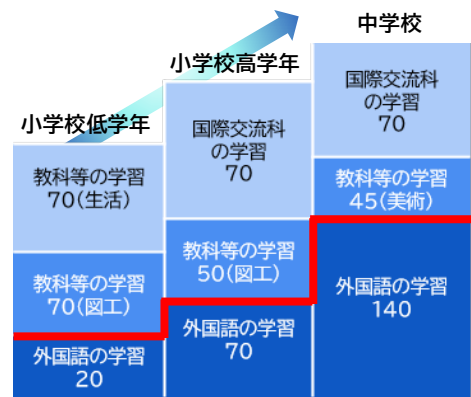 小学校低学年
教科等の学習
70(生活)
教科等の学習
70(図工)
外国語の学習
20
小学校高学年
国際交流科
の学習
70
教科等の学習
50(図工)
外国語の学習
70
中学校
国際交流科
の学習
70
教科等の学習
45(美術)
外国語の学習
140